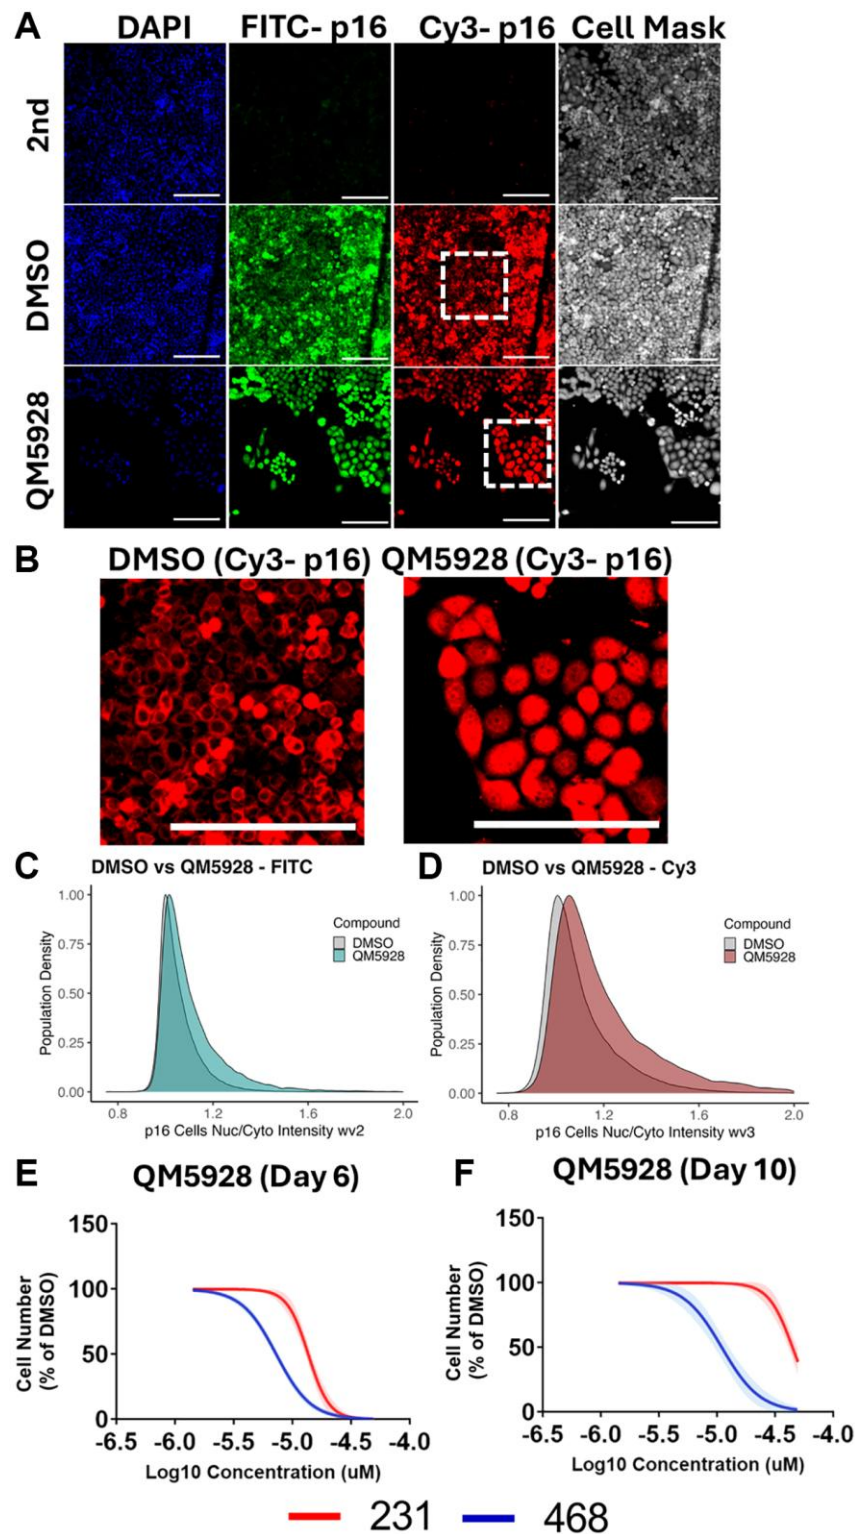 A
DAPI FITC- p16 Cy3- p16 Cell Mask
2nd
DMSO
QM5928
B
DMSO (Cy3- p16) QM5928 (Cy3- p16)
C
DMSO vs QM5928 - FITC
Population Density
1.00
0.75
0.50
0.25
0.00
0.8 1.2 1.6 2.0
p16 Cells Nuc/Cyto Intensity wv2
Compound
DMSO
QM5928
D
DMSO vs QM5928 - Cy3
Population Density
1.00
0.75
0.50
0.25
0.00
0.8 1.2 1.6 2.0
p16 Cells Nuc/Cyto Intensity wv3
Compound
DMSO
QM5928
E
QM5928 (Day 6)
Cell Number
(% of DMSO)
150
100
50
0
-6.5 -6.0 -5.5 -5.0 -4.5 -4.0
Log10 Concentration (uM)
F
QM5928 (Day 10)
Cell Number
(% of DMSO)
150
100
50
0
-6.5 -6.0 -5.5 -5.0 -4.5 -4.0
Log10 Concentration (uM)
231 468